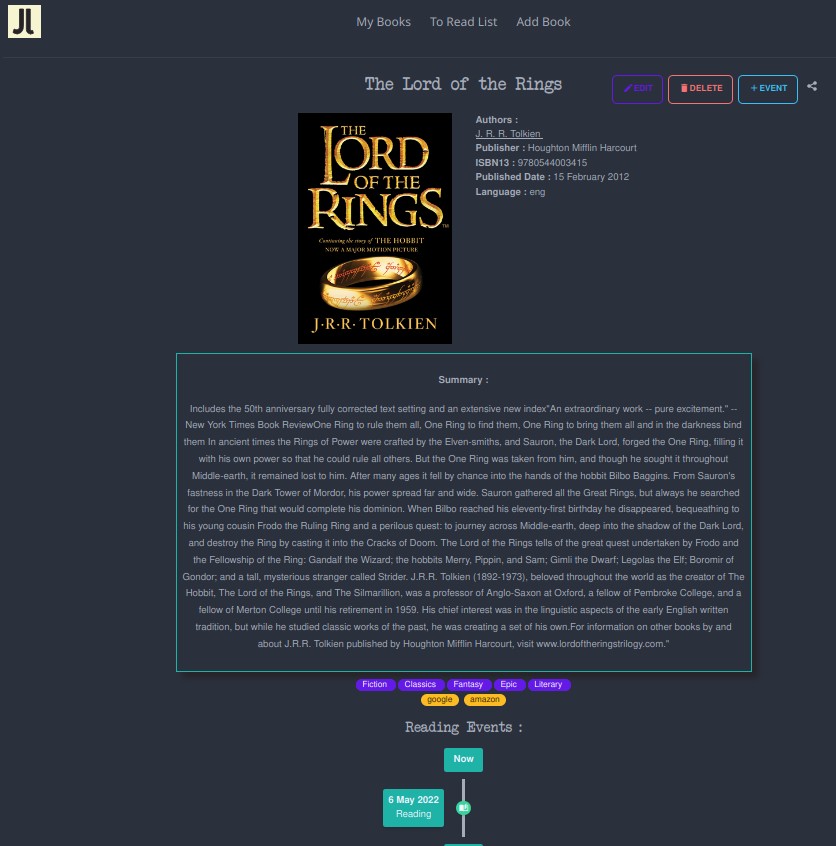 JL
My Books To Read List Add Book
The Lord of the Rings
EDIT DELETE +EVENT
THE
LORD
OF THE
RINGS
TM
Continuing the story of THE HOBBIT
NOW A MAJOR MOTION PICTURE
J·R·R·TOLKIEN
Authors :
J. R. R. Tolkien
Publisher : Houghton Mifflin Harcourt
ISBN13 : 9780544003415
Published Date : 15 February 2012
Language : eng
Summary :
Includes the 50th anniversary fully corrected text setting and an extensive new index"An extraordinary work -- pure excitement." --
New York Times Book ReviewOne Ring to rule them all, One Ring to find them, One Ring to bring them all and in the darkness bind
them In ancient times the Rings of Power were crafted by the Elven-smiths, and Sauron, the Dark Lord, forged the One Ring, filling it
with his own power so that he could rule all others. But the One Ring was taken from him, and though he sought it throughout
Middle-earth, it remained lost to him. After many ages it fell by chance into the hands of the hobbit Bilbo Baggins. From Sauron's
fastness in the Dark Tower of Mordor, his power spread far and wide. Sauron gathered all the Great Rings, but always he searched
for the One Ring that would complete his dominion. When Bilbo reached his eleventy-first birthday he disappeared, bequeathing to
his young cousin Frodo the Ruling Ring and a perilous quest: to journey across Middle-earth, deep into the shadow of the Dark Lord,
and destroy the Ring by casting it into the Cracks of Doom. The Lord of the Rings tells of the great quest undertaken by Frodo and
the Fellowship of the Ring: Gandalf the Wizard; the hobbits Merry, Pippin, and Sam; Gimli the Dwarf; Legolas the Elf; Boromir of
Gondor; and a tall, mysterious stranger called Strider. J.R.R. Tolkien (1892-1973), beloved throughout the world as the creator of The
Hobbit, The Lord of the Rings, and The Silmarillion, was a professor of Anglo-Saxon at Oxford, a fellow of Pembroke College, and a
fellow of Merton College until his retirement in 1959. His chief interest was in the linguistic aspects of the early English written
tradition, but while he studied classic works of the past, he was creating a set of his own.For information on other books by and
about J.R.R. Tolkien published by Houghton Mifflin Harcourt, visit www.lordoftheringstrilogy.com."
Fiction Classics Fantasy Epic Literary
google amazon
Reading Events :
Now
6 May 2022
Reading